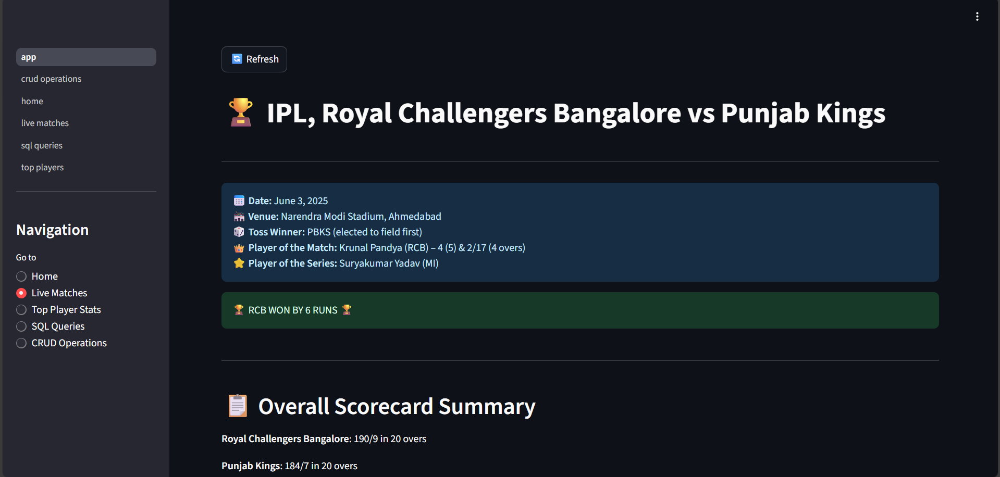 app
crud operations
home
live matches
sql queries
top players
Navigation
Go to
Home
Live Matches
Top Player Stats
SQL Queries
CRUD Operations
Refresh
IPL, Royal Challengers Bangalore vs Punjab Kings
Date: June 3, 2025
Venue: Narendra Modi Stadium, Ahmedabad
Toss Winner: PBKS (elected to field first)
Player of the Match: Krunal Pandya (RCB) – 4 (5) & 2/17 (4 overs)
Player of the Series: Suryakumar Yadav (MI)
RCB WON BY 6 RUNS
Overall Scorecard Summary
Royal Challengers Bangalore: 190/9 in 20 overs
Punjab Kings: 184/7 in 20 overs